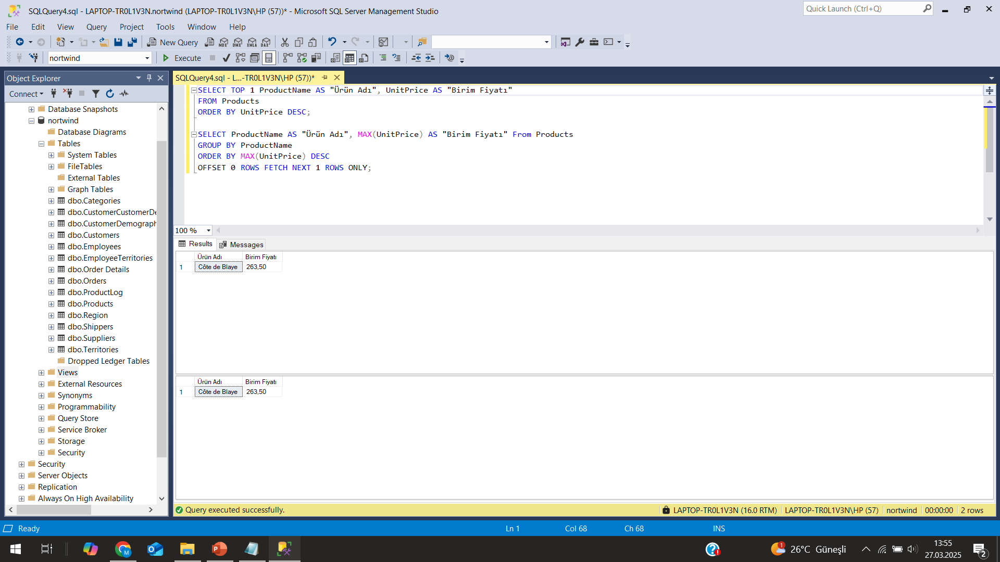 SQLQuery4.sql - LAPTOP-TR0L1V3N.nortwind (LAPTOP-TR0L1V3N\HP (57))* - Microsoft SQL Server Management Studio
Quick Launch (Ctrl+Q)
File Edit View Query Project Tools Window Help
New Query MDX DMX XMLA DAX
nortwind Execute
Object Explorer
Connect
Database Snapshots
nortwind
Database Diagrams
Tables
System Tables
FileTables
External Tables
Graph Tables
dbo.Categories
dbo.CustomerCustomerDe
dbo.CustomerDemograph
dbo.Customers
dbo.Employees
dbo.EmployeeTerritories
dbo.Order Details
dbo.Orders
dbo.ProductLog
dbo.Products
dbo.Region
dbo.Shippers
dbo.Suppliers
dbo.Territories
Dropped Ledger Tables
Views
External Resources
Synonyms
Programmability
Query Store
Service Broker
Storage
Security
Security
Server Objects
Replication
Always On High Availability
SQLQuery4.sql - L...-TR0L1V3N\HP (57))*
SELECT TOP 1 ProductName AS "Ürün Adı", UnitPrice AS "Birim Fiyatı"
FROM Products
ORDER BY UnitPrice DESC;
SELECT ProductName AS "Ürün Adı", MAX(UnitPrice) AS "Birim Fiyatı" From Products
GROUP BY ProductName
ORDER BY MAX(UnitPrice) DESC
OFFSET 0 ROWS FETCH NEXT 1 ROWS ONLY;
100 %
Results Messages
Ürün Adı Birim Fiyatı
1 Côte de Blaye 263,50
Ürün Adı Birim Fiyatı
1 Côte de Blaye 263,50
Query executed successfully. LAPTOP-TR0L1V3N (16.0 RTM) LAPTOP-TR0L1V3N\HP (57) nortwind 00:00:00 2 rows
Ready Ln 1 Col 68 Ch 68 INS
1 26°C Güneşli 13:55
27.03.2025 2